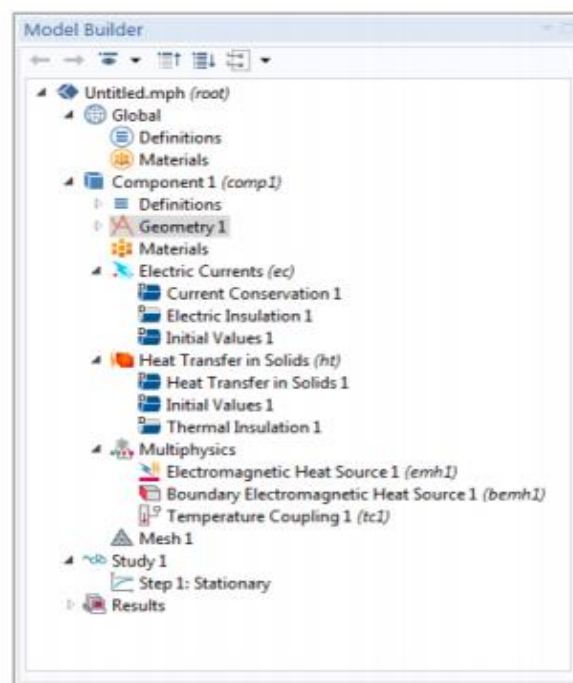 Model Builder
Untitled.mph (root)
Global
Definitions
Materials
Component 1 (comp1)
Definitions
Geometry 1
Materials
Electric Currents (ec)
Current Conservation 1
Electric Insulation 1
Initial Values 1
Heat Transfer in Solids (ht)
Heat Transfer in Solids 1
Initial Values 1
Thermal Insulation 1
Multiphysics
Electromagnetic Heat Source 1 (emh1)
Boundary Electromagnetic Heat Source 1 (bemh1)
Temperature Coupling 1 (tc1)
Mesh 1
Study 1
Step 1: Stationary
Results